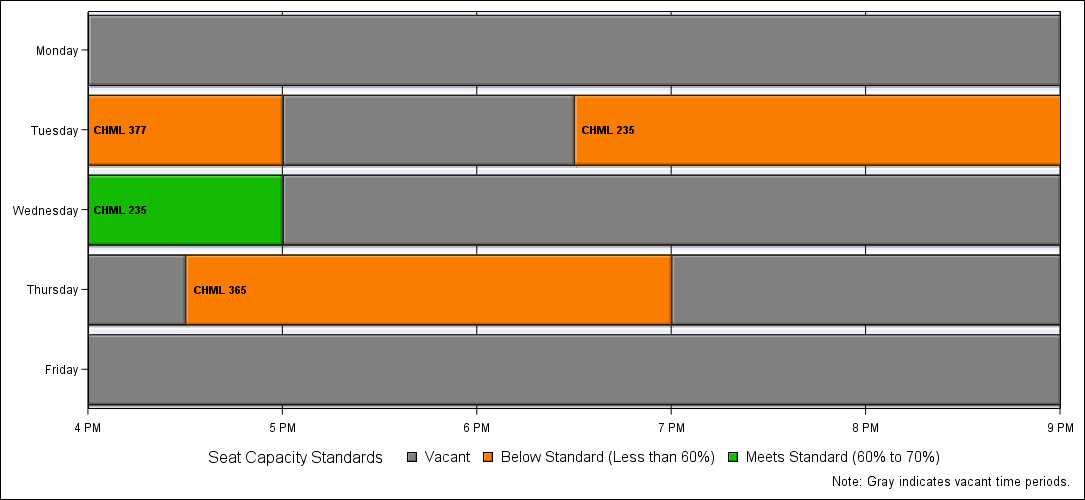 Monday
Tuesday
CHML 377
CHML 235
Wednesday
CHML 235
Thursday
CHML 365
Friday
4 PM 5 PM 6 PM 7 PM 8 PM 9 PM
Seat Capacity Standards Vacant Below Standard (Less than 60%) Meets Standard (60% to 70%)
Note: Gray indicates vacant time periods.